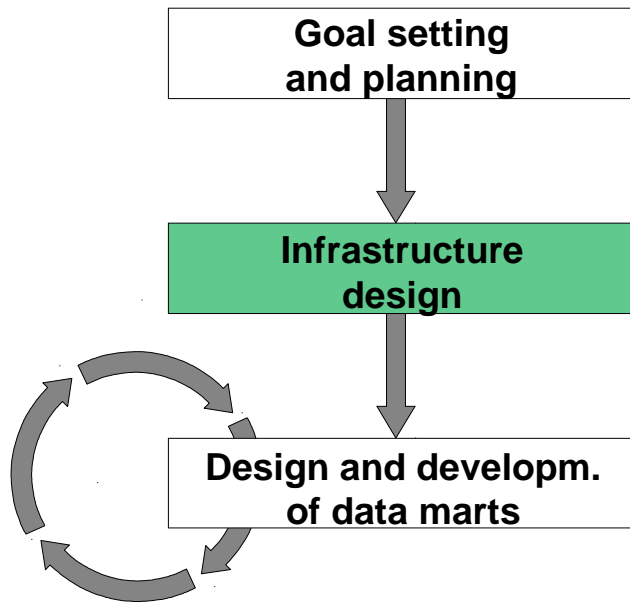 Goal setting
and planning
Infrastructure
design
Design and developm.
of data marts